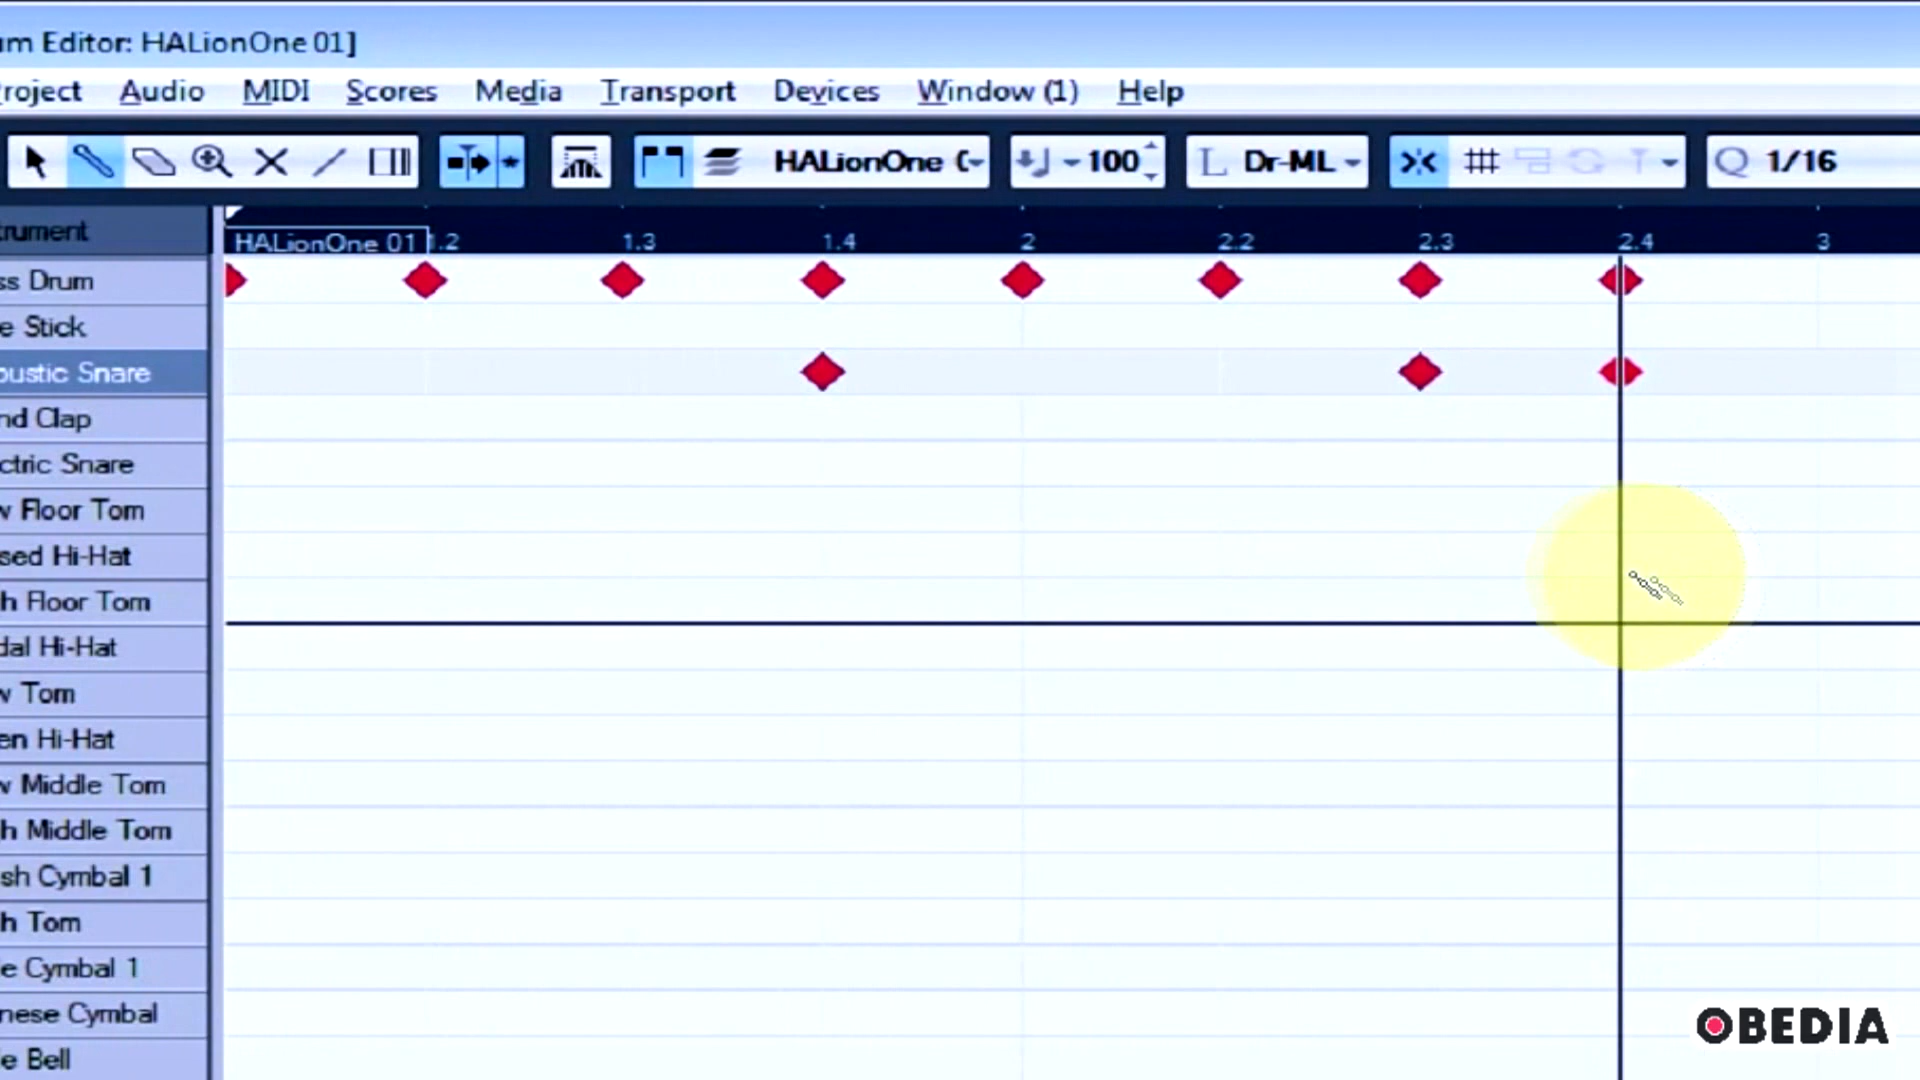 um Editor: HALionOne 01]
roject Audio MIDI Scores Media Transport Devices Window (1) Help
HALionOne 100 L Dr-ML Q 1/16
trument
HALionOne 01 1.2 1.3 1.4 2 2.2 2.3 2.4 3
ss Drum
e Stick
oustic Snare
nd Clap
ctric Snare
w Floor Tom
sed Hi-Hat
h Floor Tom
dal Hi-Hat
w Tom
en Hi-Hat
w Middle Tom
h Middle Tom
sh Cymbal 1
h Tom
e Cymbal 1
nese Cymbal
e Bell
OBEDIA